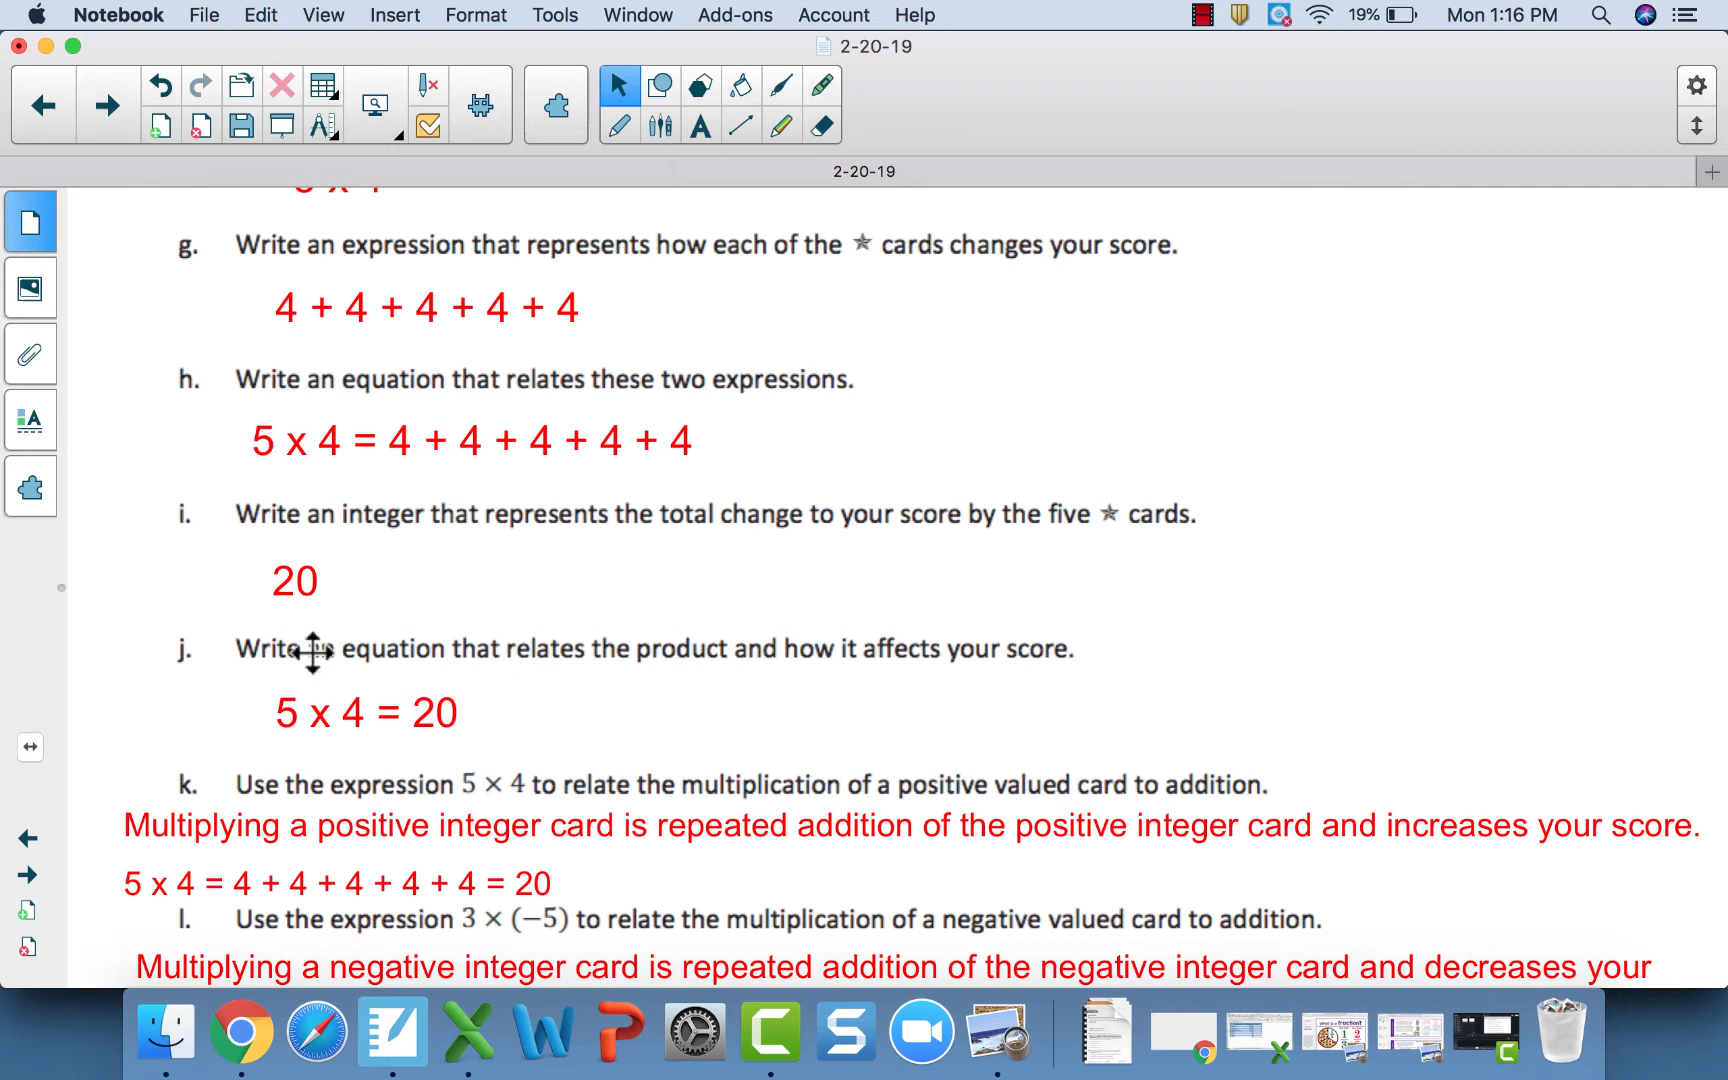 Notebook File Edit View Insert Format Tools Window Add-ons Account Help 19% Mon 1:16 PM
2-20-19
2-20-19
g. Write an expression that represents how each of the ★ cards changes your score.
4 + 4 + 4 + 4 + 4
h. Write an equation that relates these two expressions.
5 x 4 = 4 + 4 + 4 + 4 + 4
i. Write an integer that represents the total change to your score by the five ★ cards.
20
j. Write equation that relates the product and how it affects your score.
5 x 4 = 20
k. Use the expression 5 × 4 to relate the multiplication of a positive valued card to addition.
Multiplying a positive integer card is repeated addition of the positive integer card and increases your score.
5 x 4 = 4 + 4 + 4 + 4 + 4 = 20
l. Use the expression 3 × (−5) to relate the multiplication of a negative valued card to addition.
Multiplying a negative integer card is repeated addition of the negative integer card and decreases your